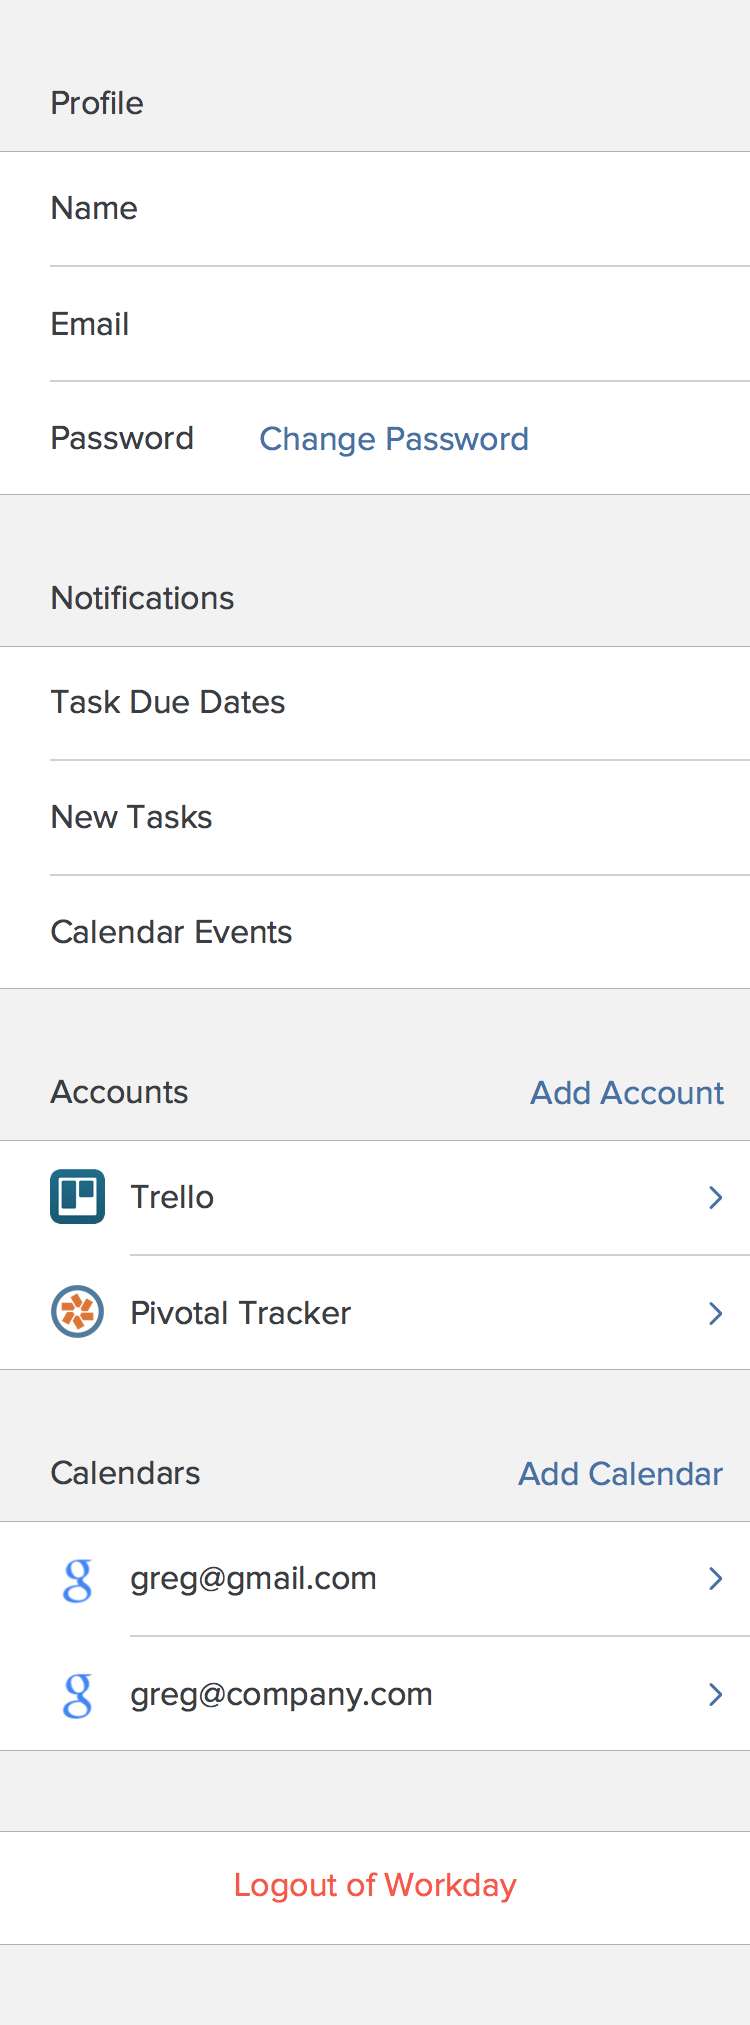 Profile
Name
Email
Password Change Password
Notifications
Task Due Dates
New Tasks
Calendar Events
Accounts Add Account
Trello
Pivotal Tracker
Calendars Add Calendar
g greg@gmail.com
g greg@company.com
Logout of Workday